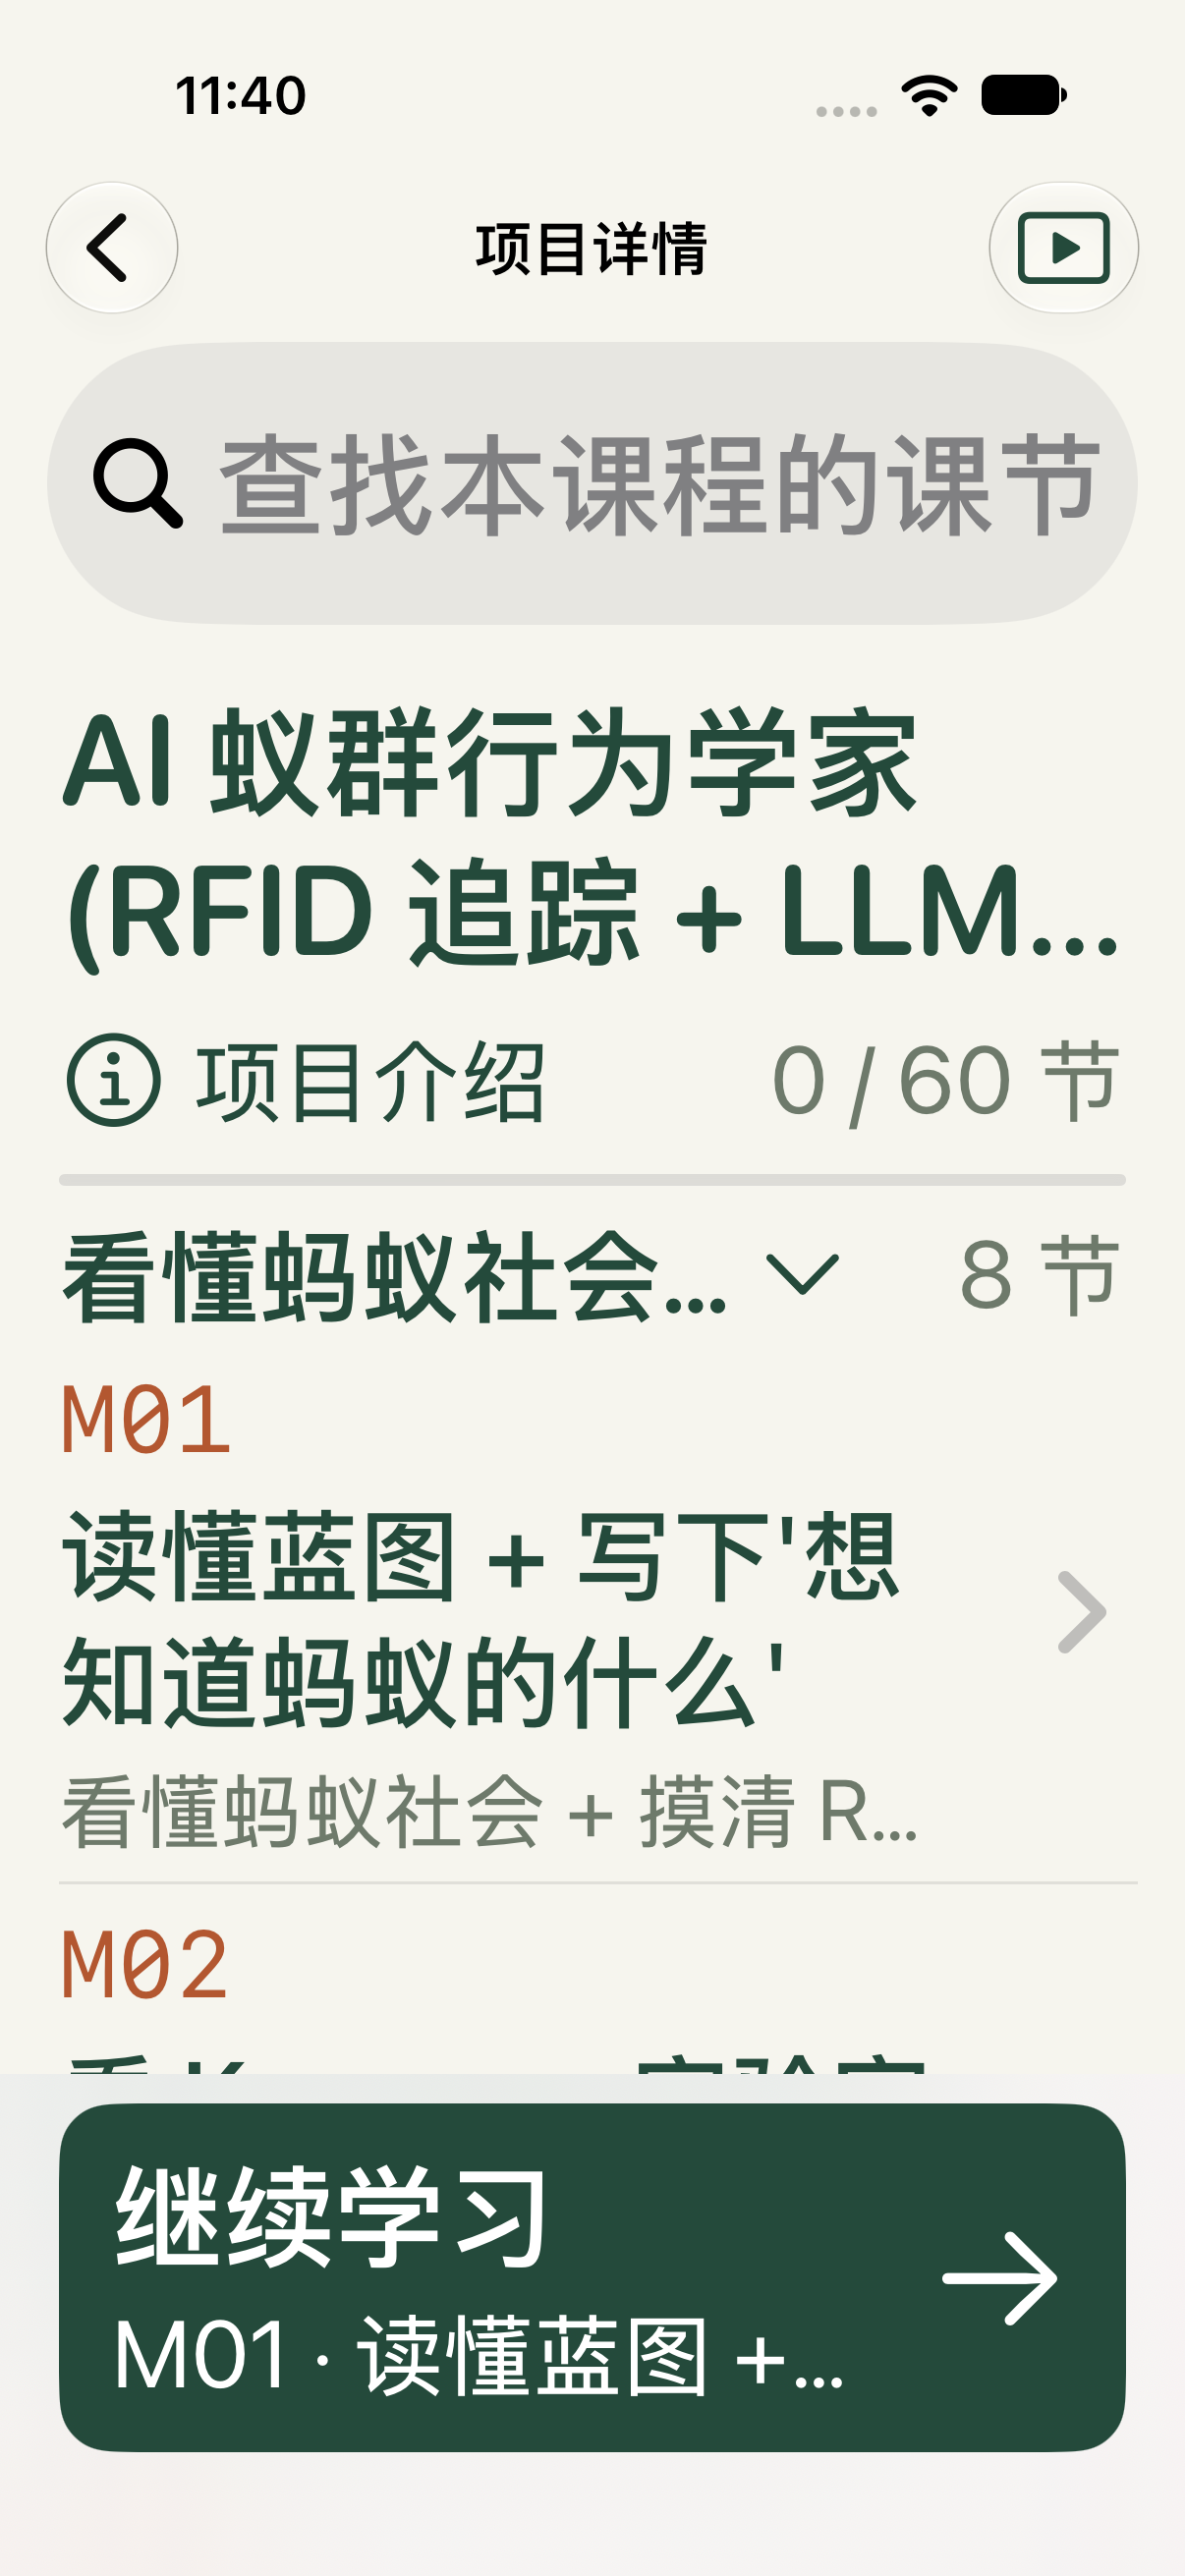 11:40
项目详情
查找本课程的课节
AI 蚁群行为学家
(RFID 追踪 + LLM...
项目介绍
0 / 60 节
看懂蚂蚁社会...
8 节
M01
读懂蓝图 + 写下'想
知道蚂蚁的什么'
看懂蚂蚁社会 + 摸清 R...
M02
继续学习
M01 · 读懂蓝图 +...